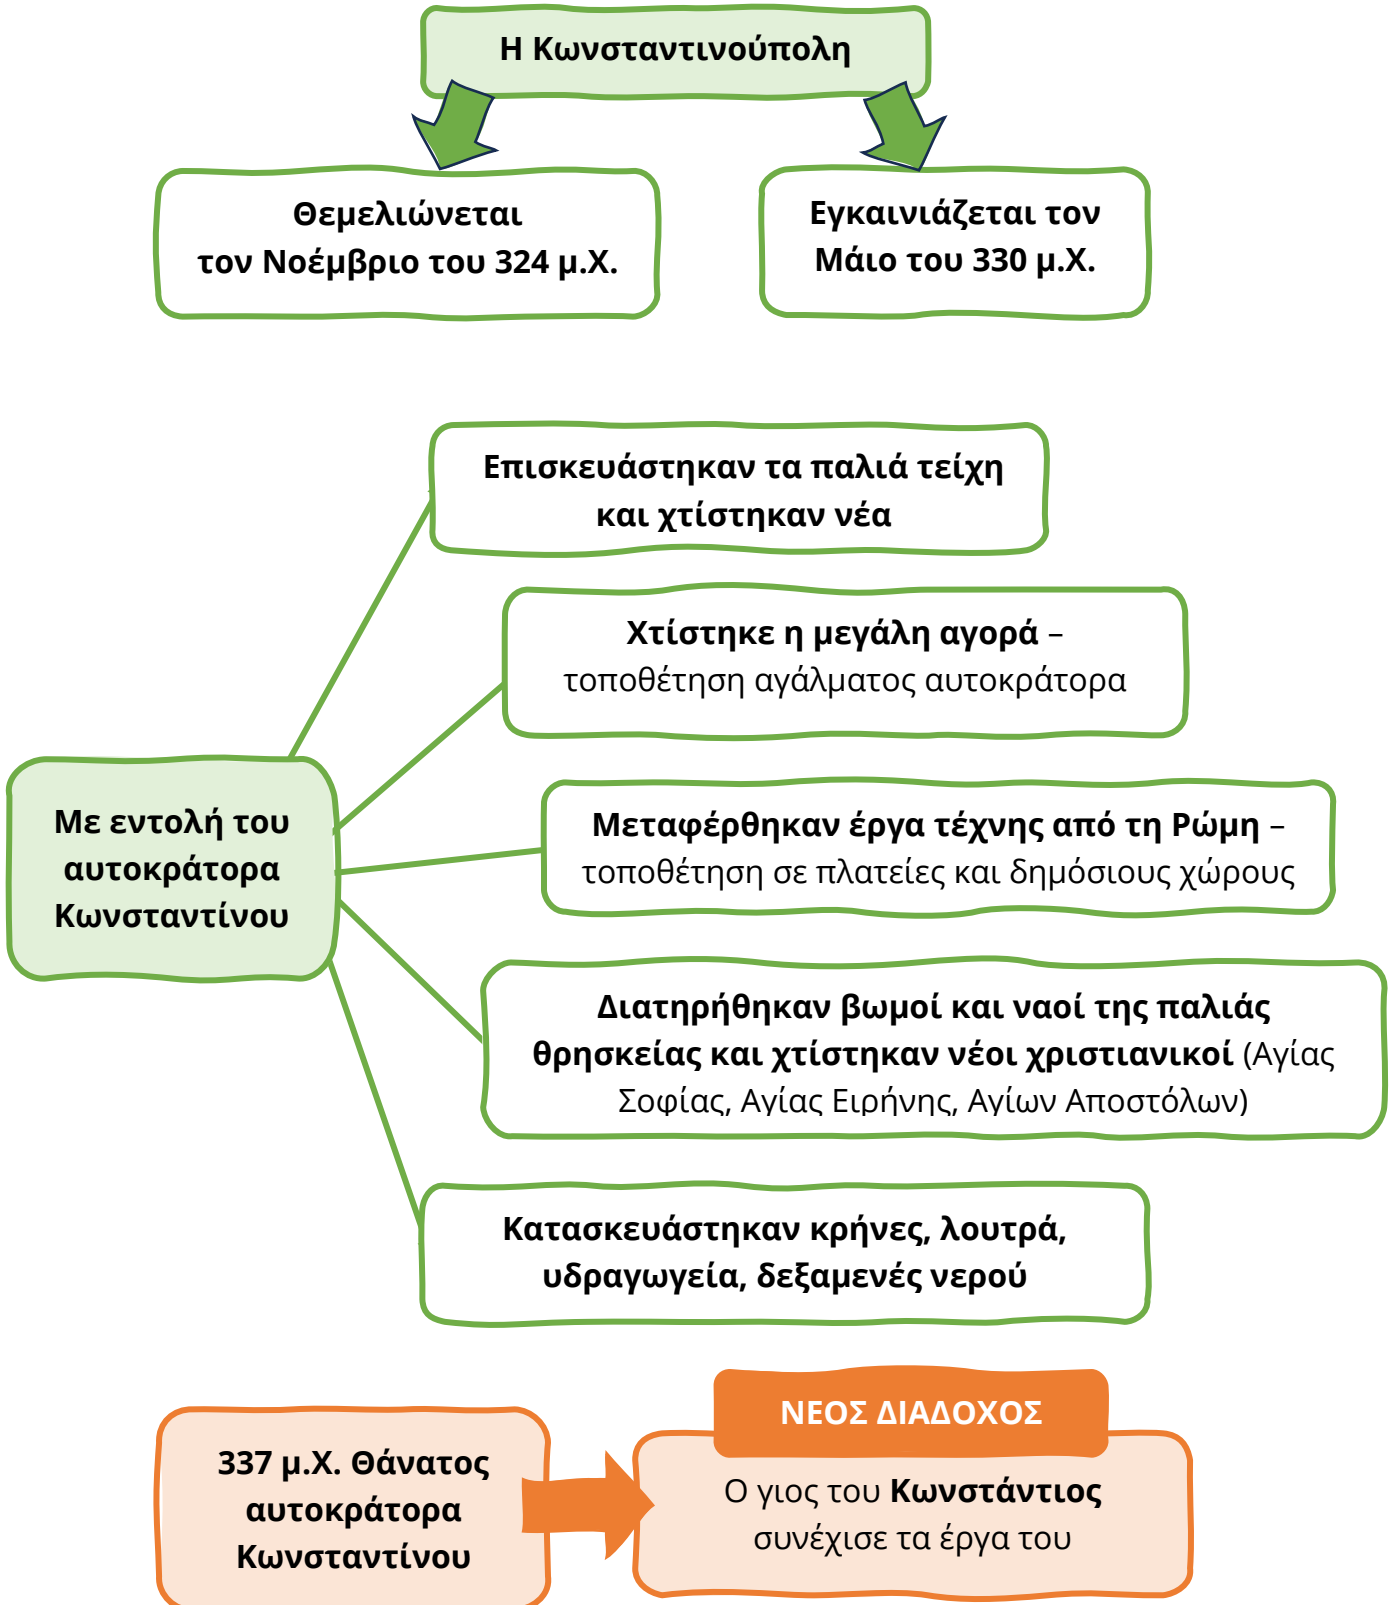 Η Κωνσταντινούπολη
Θεμελιώνεται
τον Νοέμβριο του 324 μ.Χ.
Εγκαινιάζεται τον
Μάιο του 330 μ.Χ.
Επισκευάστηκαν τα παλιά τείχη
και χτίστηκαν νέα
Χτίστηκε η μεγάλη αγορά –
τοποθέτηση αγάλματος αυτοκράτορα
Με εντολή του
αυτοκράτορα
Κωνσταντίνου
Μεταφέρθηκαν έργα τέχνης από τη Ρώμη –
τοποθέτηση σε πλατείες και δημόσιους χώρους
Διατηρήθηκαν βωμοί και ναοί της παλιάς
θρησκείας και χτίστηκαν νέοι χριστιανικοί (Αγίας
Σοφίας, Αγίας Ειρήνης, Αγίων Αποστόλων)
Κατασκευάστηκαν κρήνες, λουτρά,
υδραγωγεία, δεξαμενές νερού
337 μ.Χ. Θάνατος
αυτοκράτορα
Κωνσταντίνου
ΝΕΟΣ ΔΙΑΔΟΧΟΣ
Ο γιος του Κωνστάντιος
συνέχισε τα έργα του